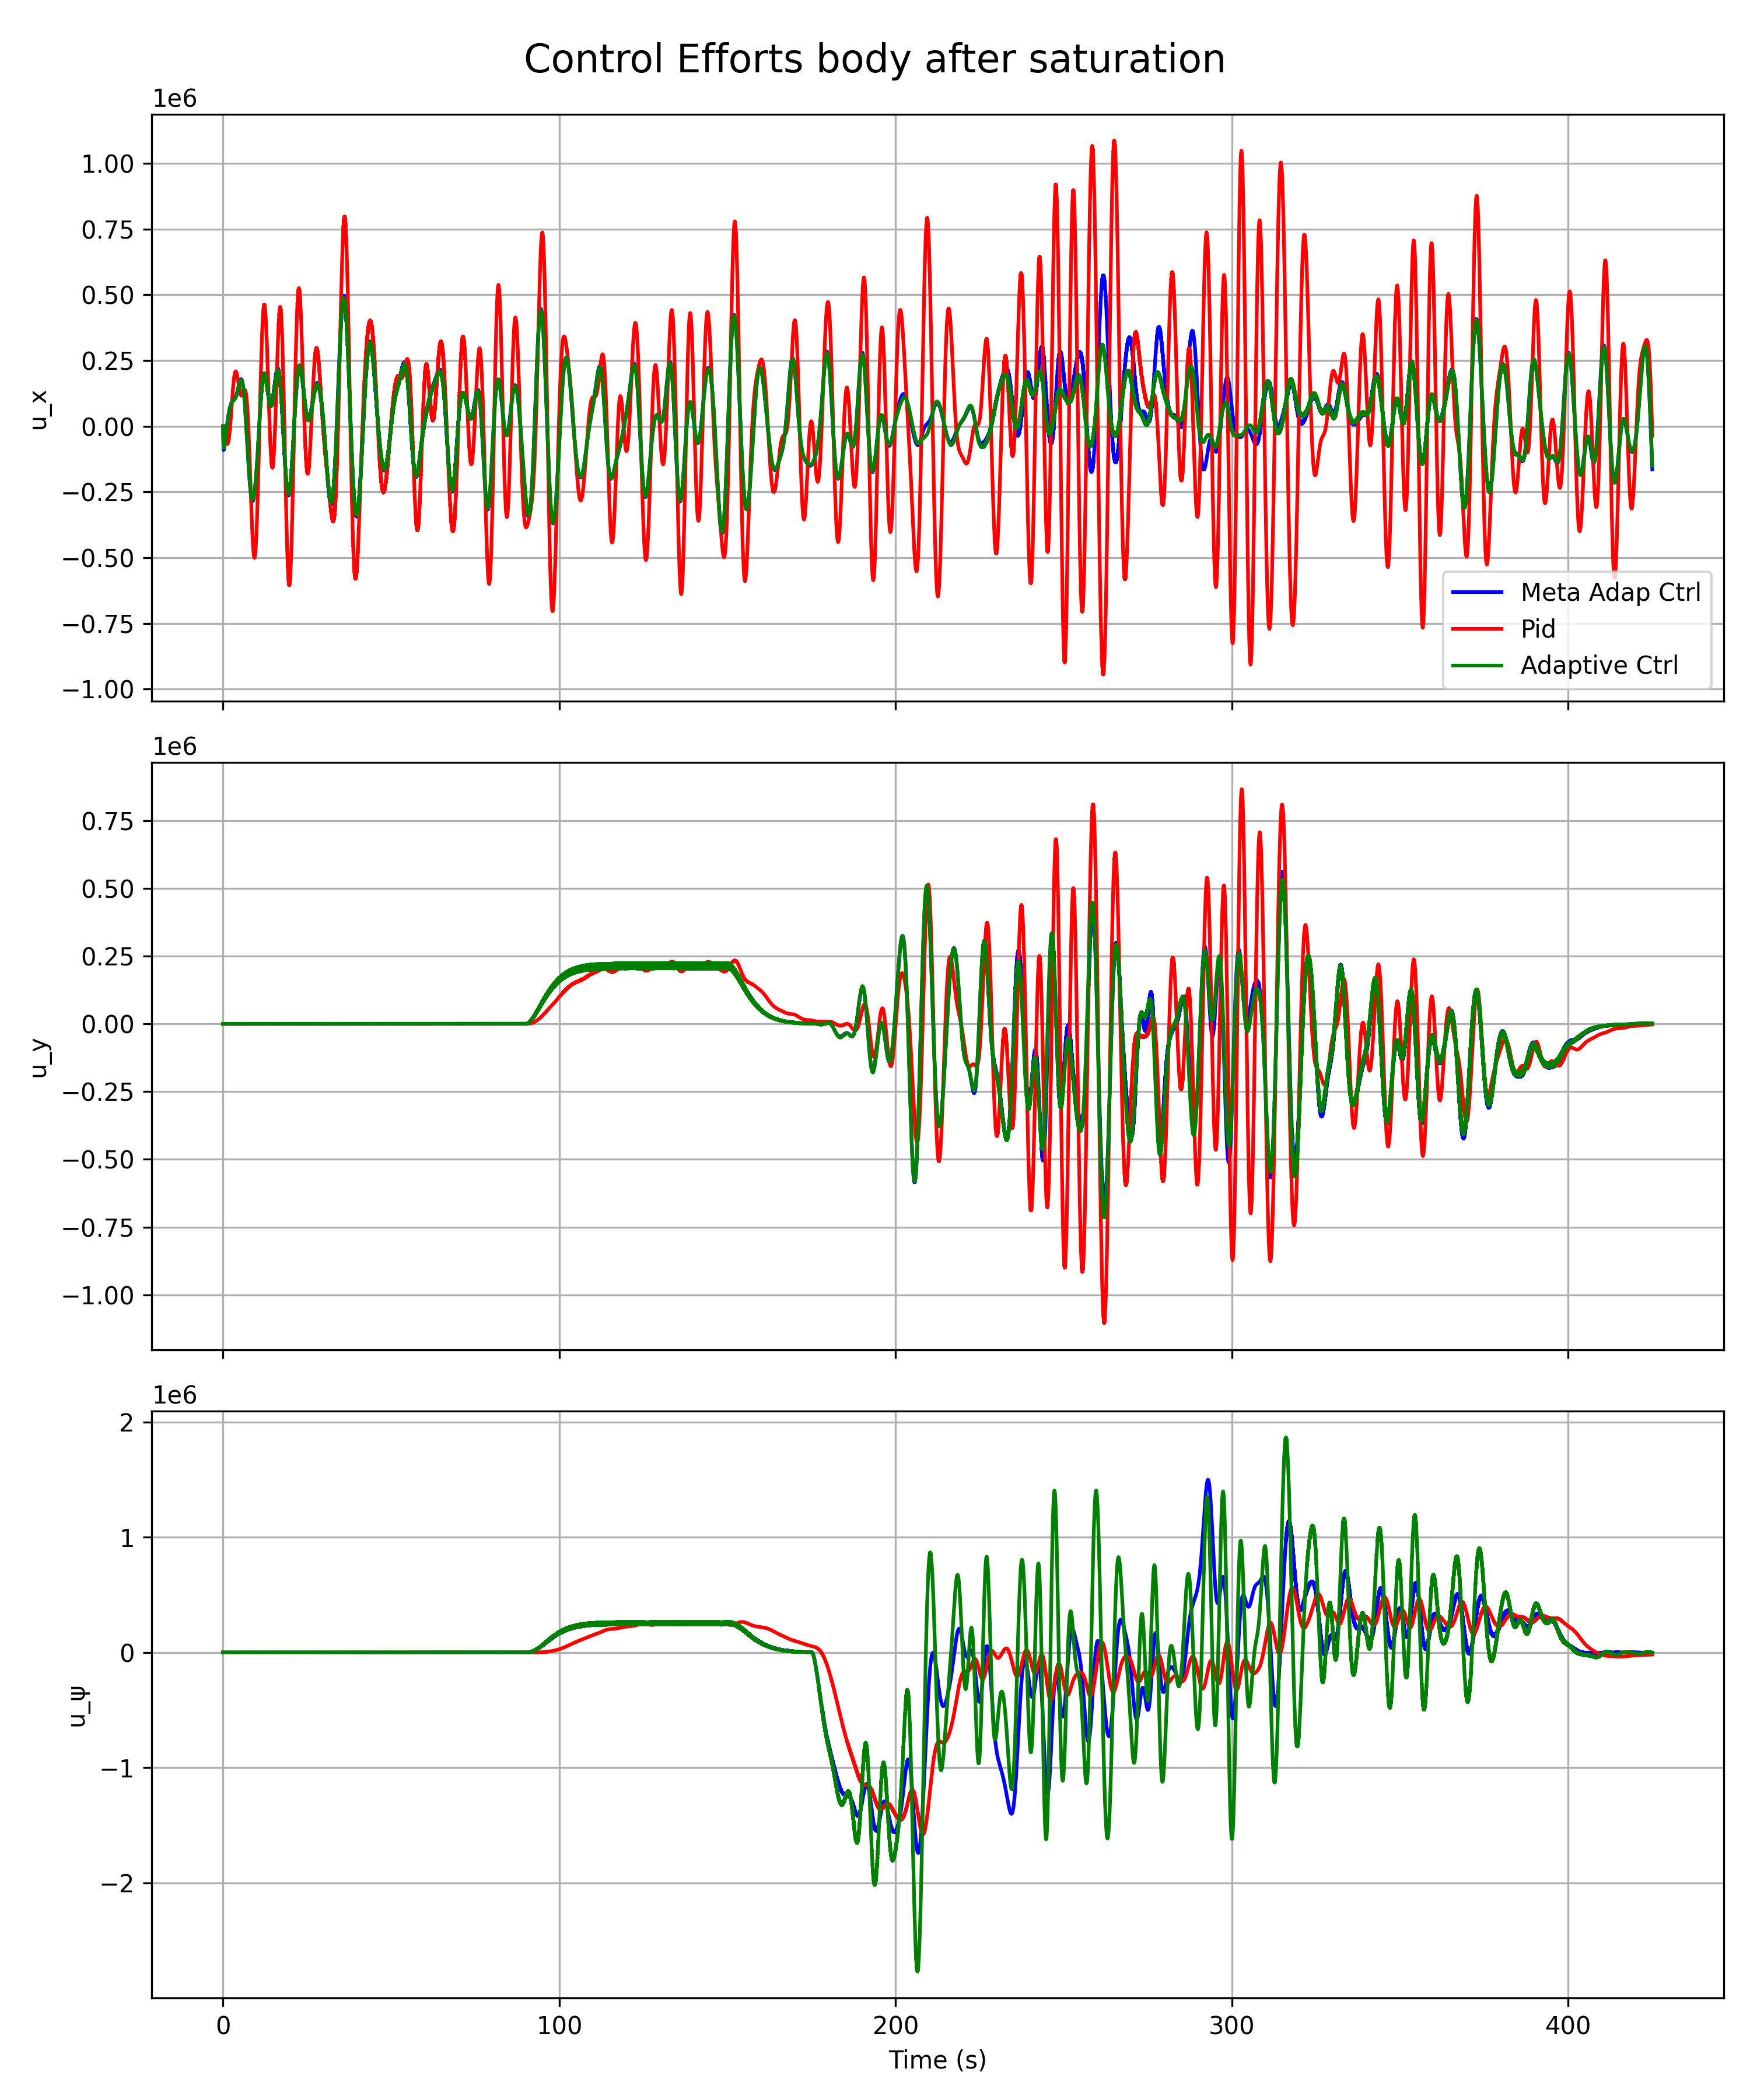 Control Efforts body after saturation
1e6
1.00
0.75
0.50
0.25
0.00
−0.25
−0.50
−0.75
−1.00
u_x
Meta Adap Ctrl
Pid
Adaptive Ctrl
1e6
0.75
0.50
0.25
0.00
−0.25
−0.50
−0.75
−1.00
u_y
1e6
2
1
0
−1
−2
u_ψ
0 100 200 300 400
Time (s)